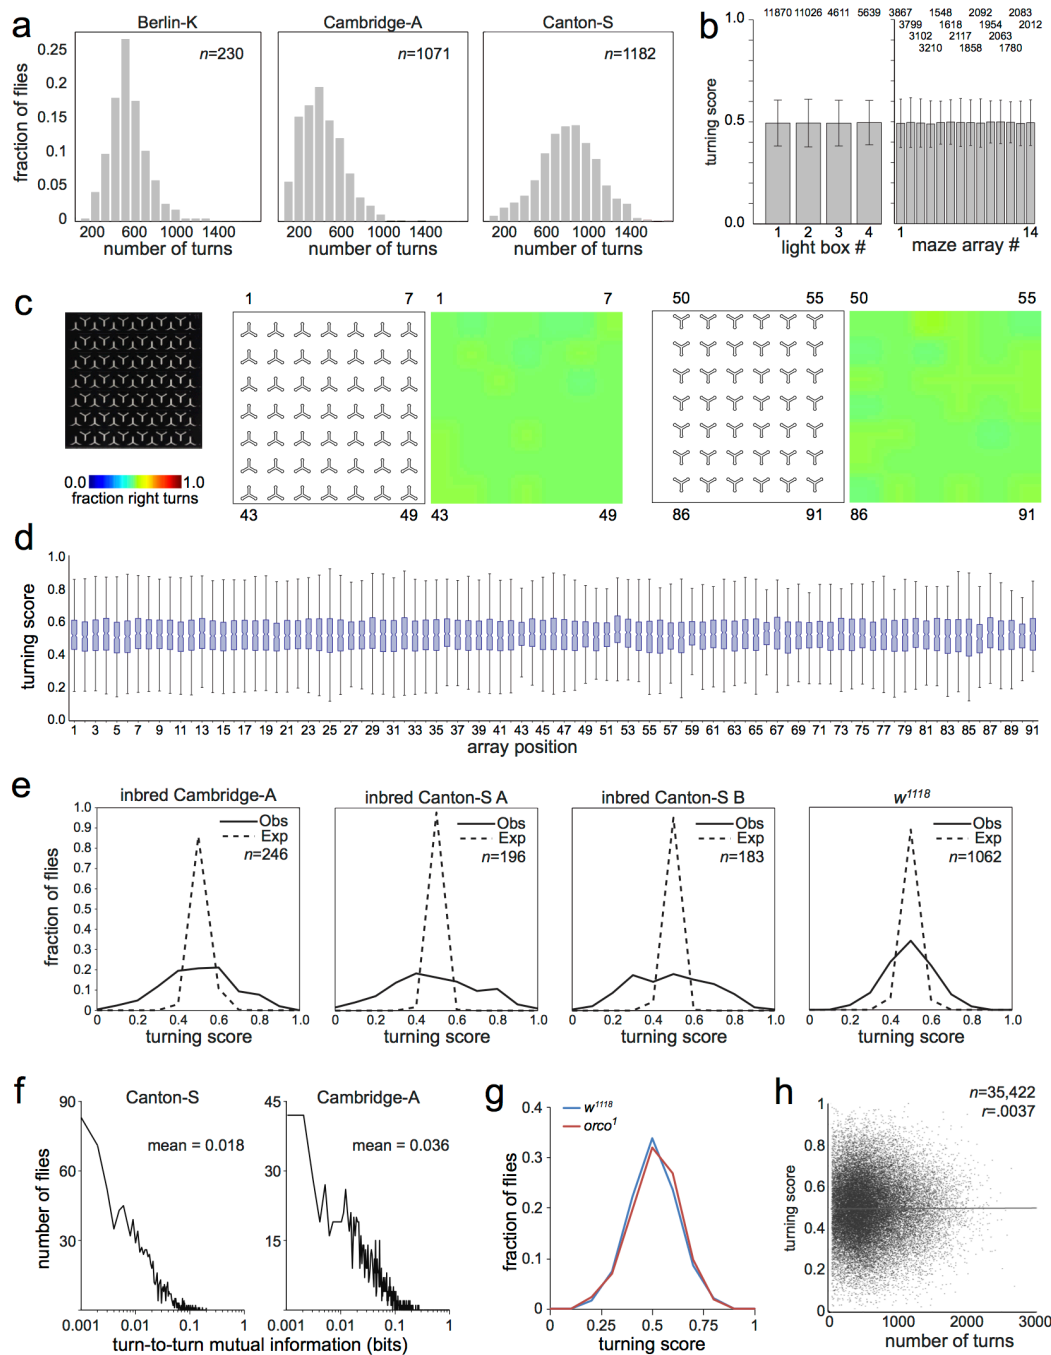 a
Berlin-K
Cambridge-A
Canton-S
n=230
n=1071
n=1182
fraction of flies
0.25
0.2
0.15
0.1
0.05
0
200 600 1000 1400
200 600 1000 1400
200 600 1000 1400
number of turns
number of turns
number of turns
b
11870 11026 4611 5639
3867 1548 2092 2083
3799 1618 1954 2012
3102 2117 2063
3210 1858 1780
turning score
1.0
0.5
0.0
1 2 3 4
light box #
1 14
maze array #
c
1 7
1 7
50 55
50 55
0.0 1.0
fraction right turns
43 49
43 49
86 91
86 91
d
turning score
1.0
0.8
0.6
0.4
0.2
0.0
1 3 5 7 9 11 13 15 17 19 21 23 25 27 29 31 33 35 37 39 41 43 45 47 49 51 53 55 57 59 61 63 65 67 69 71 73 75 77 79 81 83 85 87 89 91
array position
e
inbred Cambridge-A
inbred Canton-S A
inbred Canton-S B
w1118
Obs
Exp
n=246
Obs
Exp
n=196
Obs
Exp
n=183
Obs
Exp
n=1062
fraction of flies
1.0
0.9
0.8
0.7
0.6
0.5
0.4
0.3
0.2
0.1
0
0 0.2 0.4 0.6 0.8 1.0
0 0.2 0.4 0.6 0.8 1.0
0 0.2 0.4 0.6 0.8 1.0
0 0.2 0.4 0.6 0.8 1.0
turning score
turning score
turning score
turning score
f
Canton-S
Cambridge-A
mean = 0.018
mean = 0.036
number of flies
90
60
30
45
30
15
0.001 0.01 0.1 1
0.001 0.01 0.1 1
turn-to-turn mutual information (bits)
g
w1118
orco1
fraction of flies
0.4
0.3
0.2
0.1
0
0 0.25 0.5 0.75 1
turning score
h
n=35,422
r=.0037
turning score
1
0.8
0.6
0.4
0.2
0
0 1000 2000 3000
number of turns